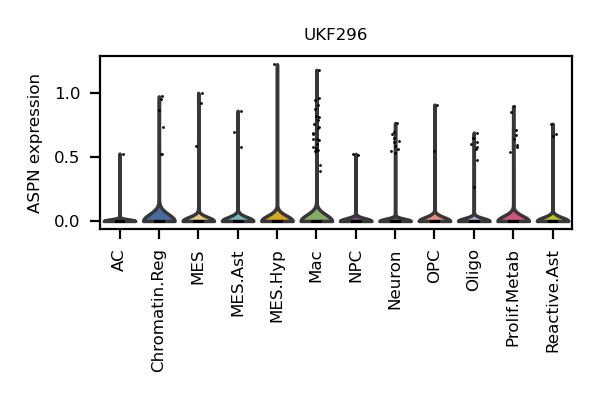 UKF296
ASPN expression
1.0
0.5
0.0
AC
Chromatin.Reg
MES
MES.Ast
MES.Hyp
Mac
NPC
Neuron
OPC
Oligo
Prolif.Metab
Reactive.Ast